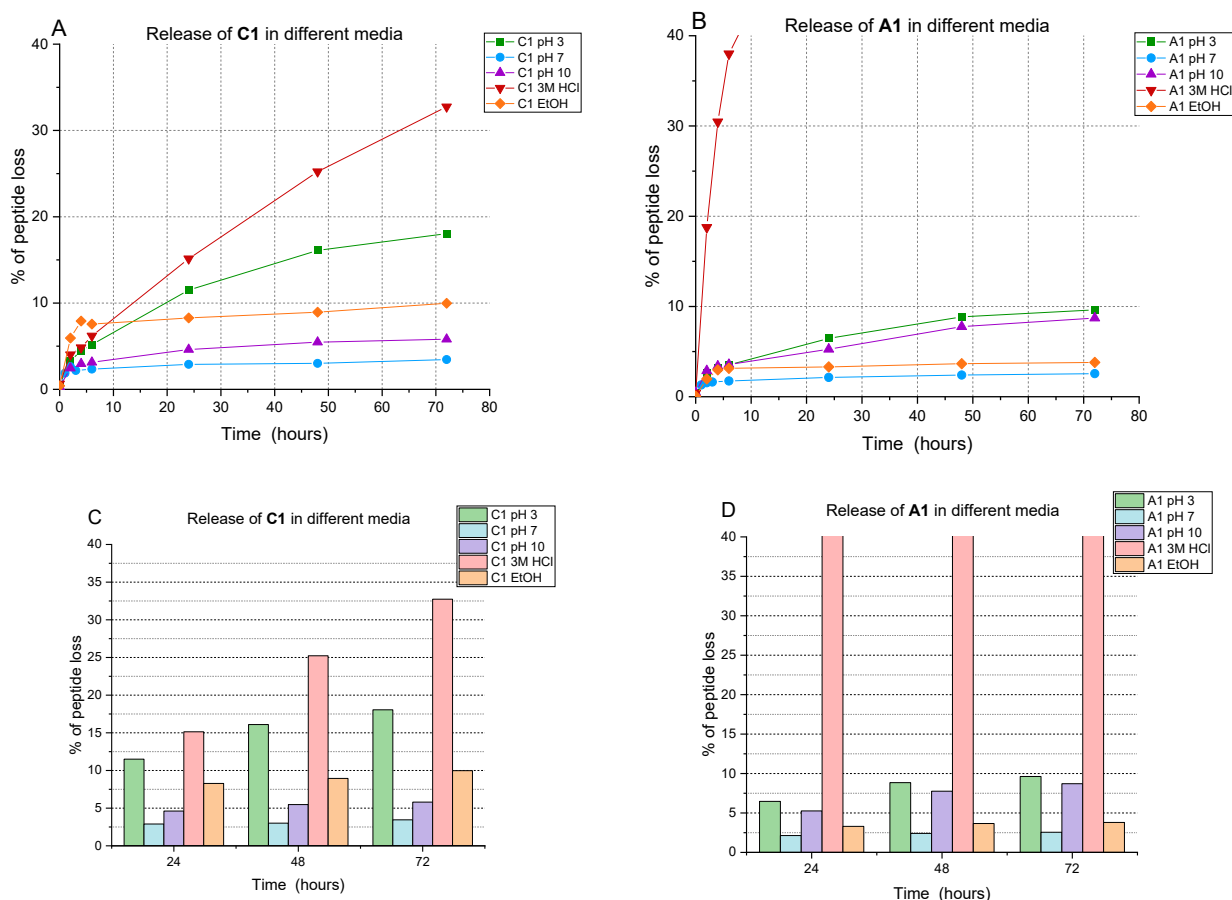 A
Release of C1 in different media
C1 pH 3
C1 pH 7
C1 pH 10
C1 3M HCl
C1 EtOH
% of peptide loss
40
30
20
10
0
0 10 20 30 40 50 60 70 80
Time (hours)
B
Release of A1 in different media
A1 pH 3
A1 pH 7
A1 pH 10
A1 3M HCl
A1 EtOH
% of peptide loss
40
30
20
10
0
0 10 20 30 40 50 60 70 80
Time (hours)
C
Release of C1 in different media
C1 pH 3
C1 pH 7
C1 pH 10
C1 3M HCl
C1 EtOH
% of peptide loss
40
35
30
25
20
15
10
5
0
24 48 72
Time (hours)
D
Release of A1 in different media
A1 pH 3
A1 pH 7
A1 pH 10
A1 3M HCl
A1 EtOH
% of peptide loss
40
35
30
25
20
15
10
5
0
24 48 72
Time (hours)